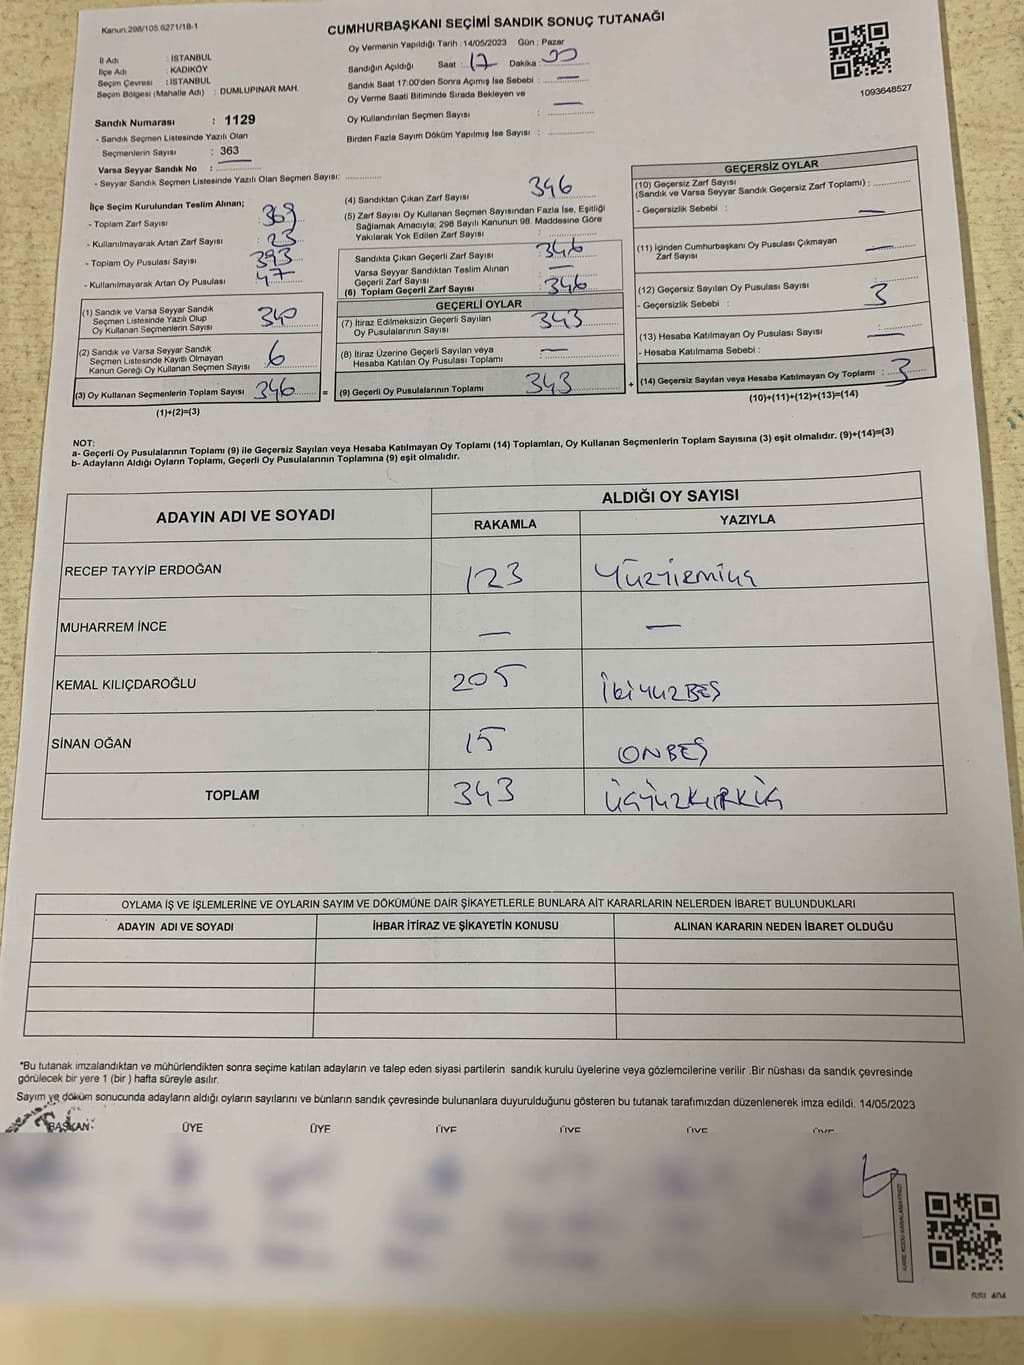 Kanun:298/105 6271/18-1
CUMHURBAŞKANI SEÇİMİ SANDIK SONUÇ TUTANAĞI
İl Adı : İSTANBUL
İlçe Adı : KADIKÖY
Seçim Çevresi : İSTANBUL
Seçim Bölgesi (Mahalle Adı) : DUMLUPINAR MAH.
Oy Vermenin Yapıldığı Tarih : 14/05/2023 Gün : Pazar
Sandığın Açıldığı Saat : 17 Dakika : 00
Sandık Saat 17:00'den Sonra Açımış İse Sebebi : —
Oy Verme Saati Bitiminde Sırada Bekleyen ve
Oy Kullandırılan Seçmen Sayısı : —
Birden Fazla Sayım Döküm Yapılmış İse Sayısı :
1093648527
Sandık Numarası : 1129
- Sandık Seçmen Listesinde Yazılı Olan
Seçmenlerin Sayısı : 363
Varsa Seyyar Sandık No :
- Seyyar Sandık Seçmen Listesinde Yazılı Olan Seçmen Sayısı:
İlçe Seçim Kurulundan Teslim Alınan;
- Toplam Zarf Sayısı : 369
- Kullanılmayarak Artan Zarf Sayısı : 23
- Toplam Oy Pusulası Sayısı : 393
- Kullanılmayarak Artan Oy Pusulası : 47
(1) Sandık ve Varsa Seyyar Sandık
Seçmen Listesinde Yazılı Olup
Oy Kullanan Seçmenlerin Sayısı : 340
(2) Sandık ve Varsa Seyyar Sandık
Seçmen Listesinde Kayıtlı Olmayan
Kanun Gereği Oy Kullanan Seçmen Sayısı : 6
(3) Oy Kullanan Seçmenlerin Toplam Sayısı 346 =
(1)+(2)=(3)
(4) Sandıktan Çıkan Zarf Sayısı 346
(5) Zarf Sayısı Oy Kullanan Seçmen Sayısından Fazla İse, Eşitliği
Sağlamak Amacıyla; 298 Sayılı Kanunun 98. Maddesine Göre
Yakılarak Yok Edilen Zarf Sayısı :
Sandıkta Çıkan Geçerli Zarf Sayısı : 346
Varsa Seyyar Sandıktan Teslim Alınan
Geçerli Zarf Sayısı : —
(6) Toplam Geçerli Zarf Sayısı : 346
GEÇERLİ OYLAR
(7) İtiraz Edilmeksizin Geçerli Sayılan
Oy Pusulalarının Sayısı : 343
(8) İtiraz Üzerine Geçerli Sayılan veya
Hesaba Katılan Oy Pusulası Toplamı : —
(9) Geçerli Oy Pusulalarının Toplamı : 343 +
GEÇERSİZ OYLAR
(10) Geçersiz Zarf Sayısı
(Sandık ve Varsa Seyyar Sandık Geçersiz Zarf Toplamı) :
- Geçersizlik Sebebi : —
(11) İçinden Cumhurbaşkanı Oy Pusulası Çıkmayan
Zarf Sayısı : —
(12) Geçersiz Sayılan Oy Pusulası Sayısı : 3
- Geçersizlik Sebebi :
(13) Hesaba Katılmayan Oy Pusulası Sayısı : —
- Hesaba Katılmama Sebebi :
(14) Geçersiz Sayılan veya Hesaba Katılmayan Oy Toplamı : 3
(10)+(11)+(12)+(13)=(14)
NOT:
a- Geçerli Oy Pusulalarının Toplamı (9) ile Geçersiz Sayılan veya Hesaba Katılmayan Oy Toplamı (14) Toplamları, Oy Kullanan Seçmenlerin Toplam Sayısına (3) eşit olmalıdır. (9)+(14)=(3)
b- Adayların Aldığı Oyların Toplamı, Geçerli Oy Pusulalarının Toplamına (9) eşit olmalıdır.
ADAYIN ADI VE SOYADI
ALDIĞI OY SAYISI
RAKAMLA YAZIYLA
RECEP TAYYİP ERDOĞAN 123 Yüzyirmiüç
MUHARREM İNCE — —
KEMAL KILIÇDAROĞLU 205 İkiyüzBEŞ
SİNAN OĞAN 15 ONBEŞ
TOPLAM 343 ÜçyüzKIRKÜç
OYLAMA İŞ VE İŞLEMLERİNE VE OYLARIN SAYIM VE DÖKÜMÜNE DAİR ŞİKAYETLERLE BUNLARA AİT KARARLARIN NELERDEN İBARET BULUNDUKLARI
ADAYIN ADI VE SOYADI İHBAR İTİRAZ VE ŞİKAYETİN KONUSU ALINAN KARARIN NEDEN İBARET OLDUĞU
*Bu tutanak imzalandıktan ve mühürlendikten sonra seçime katılan adayların ve talep eden siyasi partilerin sandık kurulu üyelerine veya gözlemcilerine verilir .Bir nüshası da sandık çevresinde
görülecek bir yere 1 (bir ) hafta süreyle asılır.
Sayım ve döküm sonucunda adayların aldığı oyların sayılarını ve bunların sandık çevresinde bulunanlara duyurulduğunu gösteren bu tutanak tarafımızdan düzenlenerek imza edildi. 14/05/2023
BAŞKAN: ÜYE ÜYE ÜYE ÜYE ÜYE ÜYE
KARE KODU KARALAMAYINIZ!